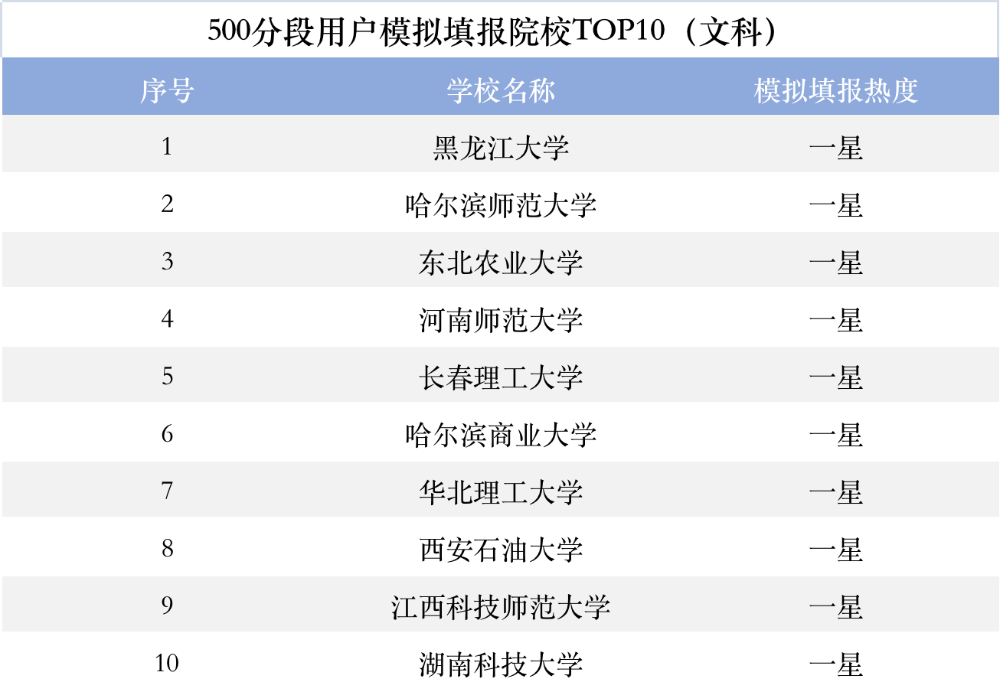 500分段用户模拟填报院校TOP10（文科）
序号 学校名称 模拟填报热度
1 黑龙江大学 一星
2 哈尔滨师范大学 一星
3 东北农业大学 一星
4 河南师范大学 一星
5 长春理工大学 一星
6 哈尔滨商业大学 一星
7 华北理工大学 一星
8 西安石油大学 一星
9 江西科技师范大学 一星
10 湖南科技大学 一星